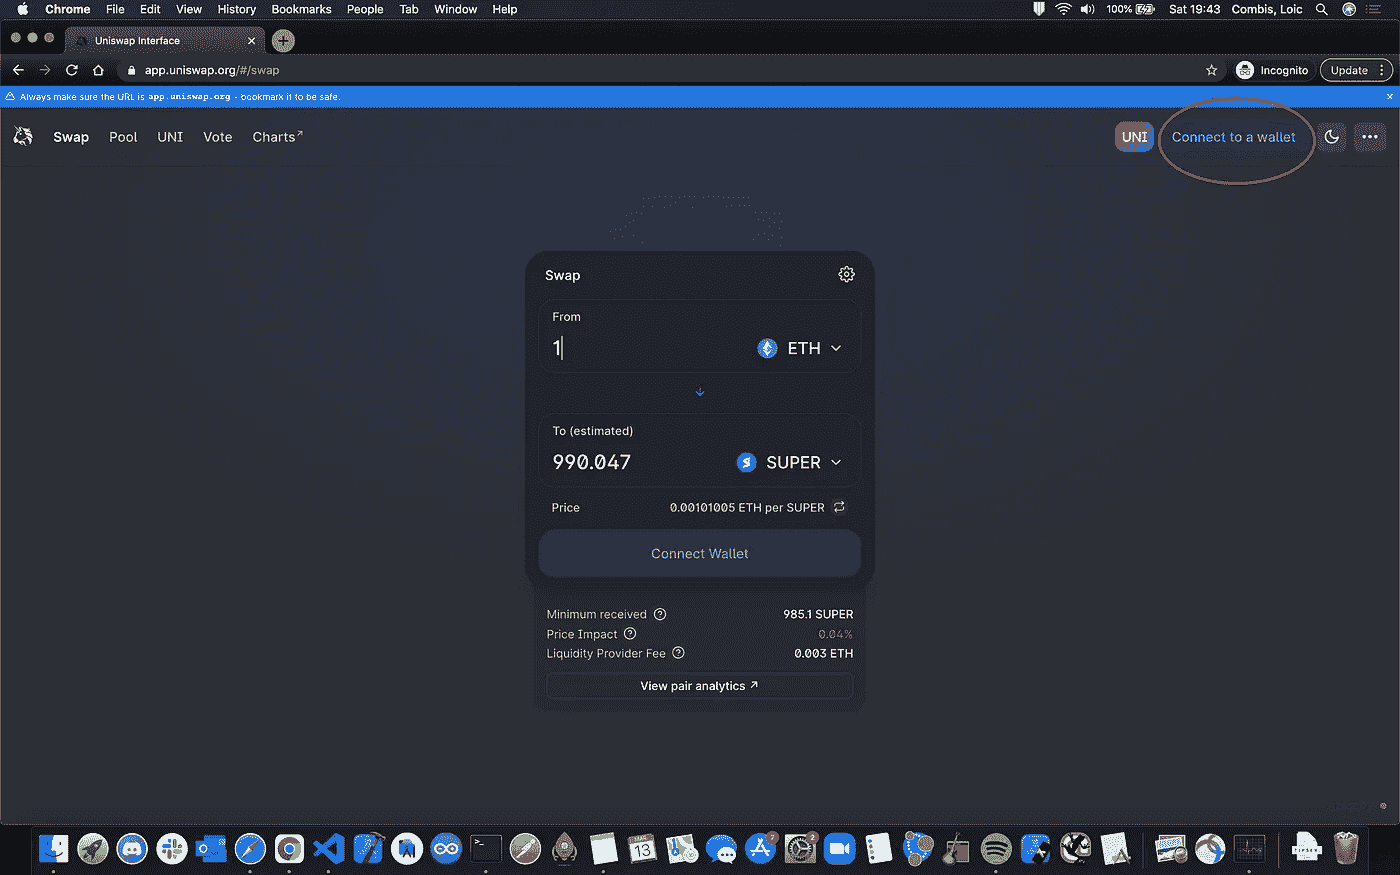 Chrome File Edit View History Bookmarks People Tab Window Help 100% Sat 19:43 Combis, Loic
Uniswap Interface
app.uniswap.org/#/swap Incognito Update
Always make sure the URL is app.uniswap.org - bookmark it to be safe.
Swap Pool UNI Vote Charts↗ UNI Connect to a wallet
Swap
From
1 ETH
To (estimated)
990.047 SUPER
Price 0.00101005 ETH per SUPER
Connect Wallet
Minimum received ? 985.1 SUPER
Price Impact ? 0.04%
Liquidity Provider Fee ? 0.003 ETH
View pair analytics ↗
7 2
13